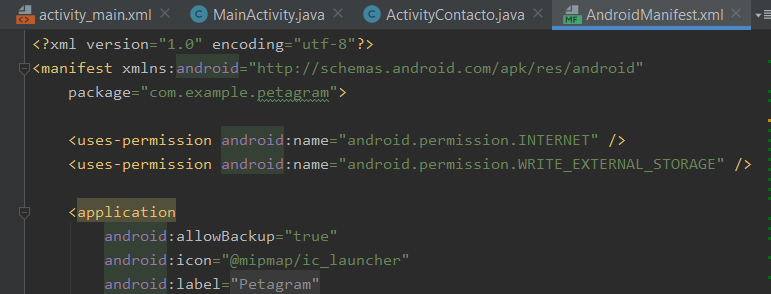 activity_main.xml MainActivity.java ActivityContacto.java AndroidManifest.xml
<?xml version="1.0" encoding="utf-8"?>
<manifest xmlns:android="http://schemas.android.com/apk/res/android"
package="com.example.petagram">
<uses-permission android:name="android.permission.INTERNET" />
<uses-permission android:name="android.permission.WRITE_EXTERNAL_STORAGE" />
<application
android:allowBackup="true"
android:icon="@mipmap/ic_launcher"
android:label="Petagram"